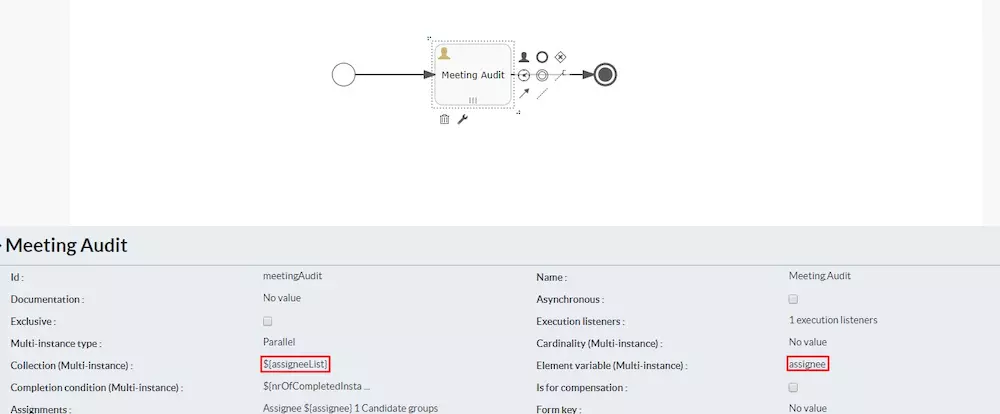 Meeting Audit
Meeting Audit
Id : meetingAudit Name : Meeting Audit
Documentation : No value Asynchronous :
Exclusive : Execution listeners : 1 execution listeners
Multi-instance type : Parallel Cardinality (Multi-instance) : No value
Collection (Multi-instance) : ${assigneeList} Element variable (Multi-instance) : assignee
Completion condition (Multi-instance) : ${nrOfCompletedInsta ... Is for compensation :
Assignments : Assignee ${assignee} 1 Candidate groups Form key : No value